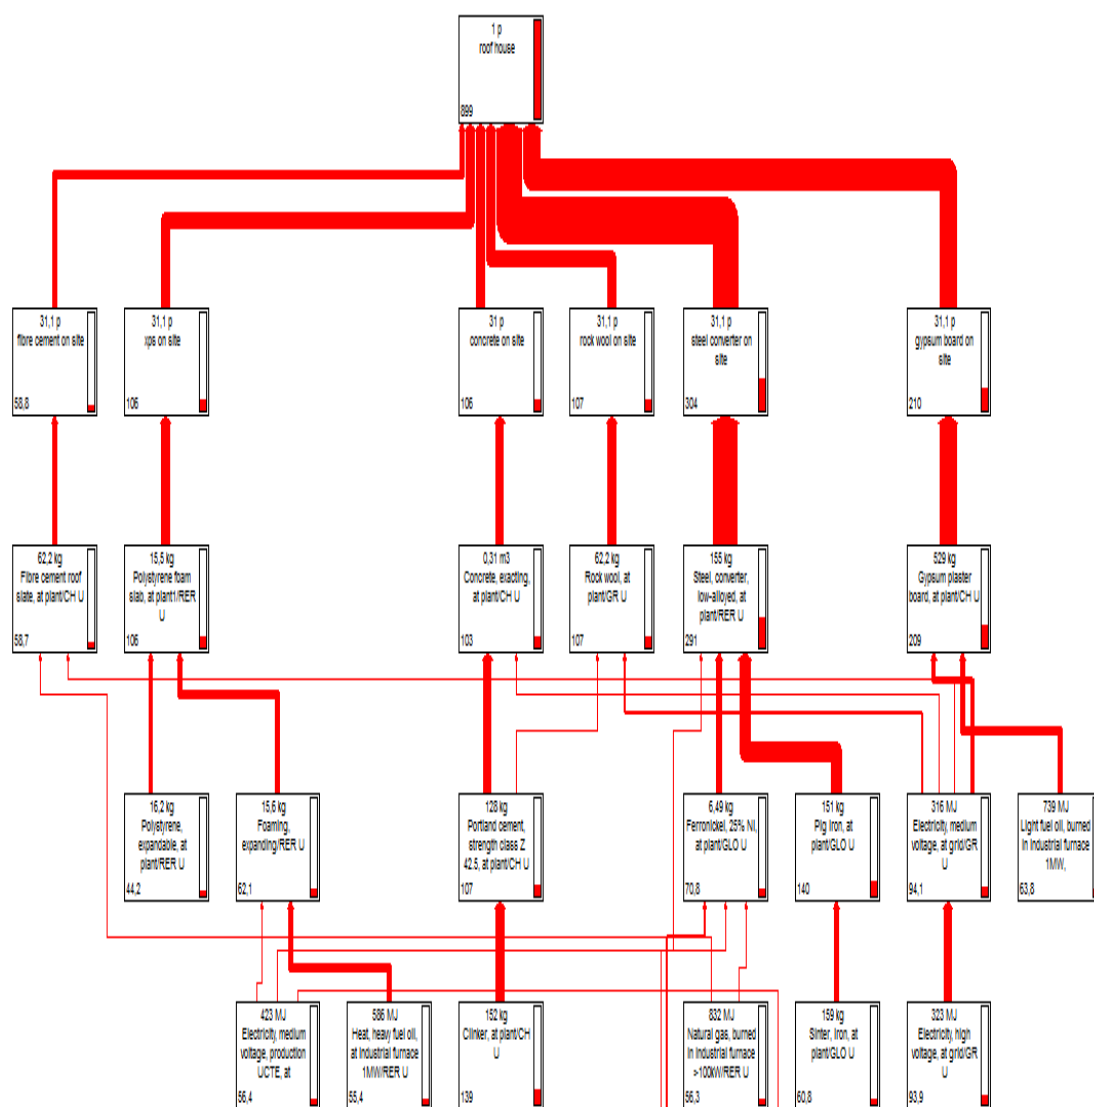 1 p
roof house
899
31,1 p
fibre cement on site
58,8
31,1 p
xps on site
106
31 p
concrete on site
106
31,1 p
rock wool on site
107
31,1 p
steel converter on
site
304
31,1 p
gypsum board on
site
210
62,2 kg
Fibre cement roof
slate, at plant/CH U
58,7
15,5 kg
Polystyrene foam
slab, at plant1/RER
U
106
0,31 m3
Concrete, exacting,
at plant/CH U
103
62,2 kg
Rock wool, at
plant/GR U
107
155 kg
Steel, converter,
low-alloyed, at
plant/RER U
291
529 kg
Gypsum plaster
board, at plant/CH U
209
16,2 kg
Polystyrene,
expandable, at
plant/RER U
44,2
15,6 kg
Foaming,
expanding/RER U
62,1
128 kg
Portland cement,
strength class Z
42.5, at plant/CH U
107
6,49 kg
Ferronickel, 25% Ni,
at plant/GLO U
70,8
151 kg
Pig iron, at
plant/GLO U
140
316 MJ
Electricity, medium
voltage, at grid/GR
U
94,1
739 MJ
Light fuel oil, burned
in industrial furnace
1MW,
63,8
423 MJ
Electricity, medium
voltage, production
UCTE, at
56,4
586 MJ
Heat, heavy fuel oil,
at industrial furnace
1MW/RER U
55,4
152 kg
Clinker, at plant/CH
U
139
832 MJ
Natural gas, burned
in industrial furnace
>100kW/RER U
56,3
159 kg
Sinter, iron, at
plant/GLO U
60,8
323 MJ
Electricity, high
voltage, at grid/GR
U
93,9